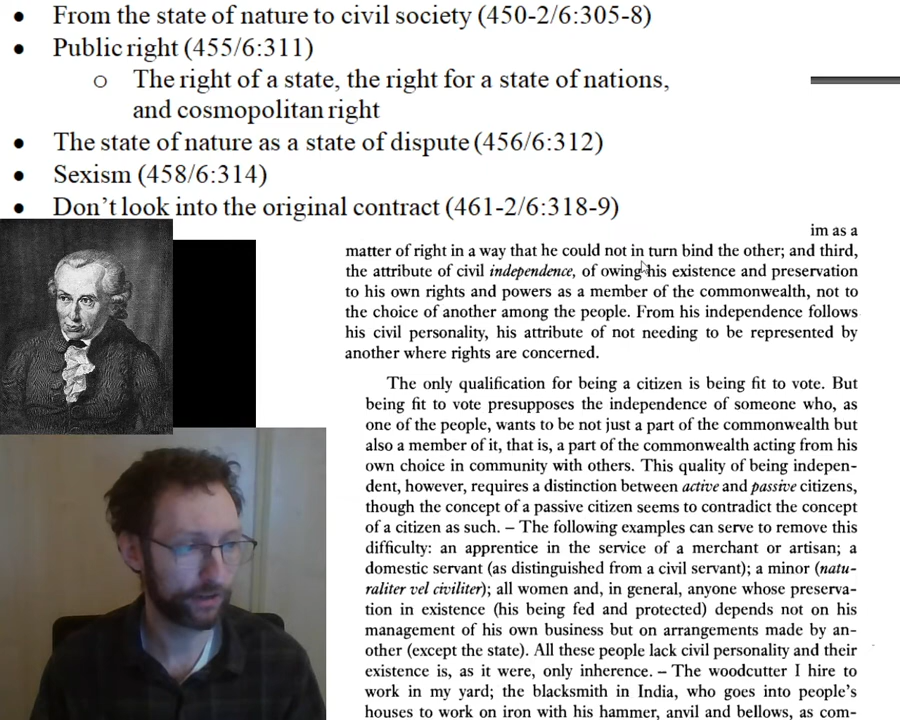 • From the state of nature to civil society (450-2/6:305-8)
• Public right (455/6:311)
o The right of a state, the right for a state of nations,
and cosmopolitan right
• The state of nature as a state of dispute (456/6:312)
• Sexism (458/6:314)
• Don’t look into the original contract (461-2/6:318-9)
im as a
matter of right in a way that he could not in turn bind the other; and third,
the attribute of civil independence, of owing his existence and preservation
to his own rights and powers as a member of the commonwealth, not to
the choice of another among the people. From his independence follows
his civil personality, his attribute of not needing to be represented by
another where rights are concerned.
The only qualification for being a citizen is being fit to vote. But
being fit to vote presupposes the independence of someone who, as
one of the people, wants to be not just a part of the commonwealth but
also a member of it, that is, a part of the commonwealth acting from his
own choice in community with others. This quality of being indepen-
dent, however, requires a distinction between active and passive citizens,
though the concept of a passive citizen seems to contradict the concept
of a citizen as such. – The following examples can serve to remove this
difficulty: an apprentice in the service of a merchant or artisan; a
domestic servant (as distinguished from a civil servant); a minor (natu-
raliter vel civiliter); all women and, in general, anyone whose preserva-
tion in existence (his being fed and protected) depends not on his
management of his own business but on arrangements made by an-
other (except the state). All these people lack civil personality and their
existence is, as it were, only inherence. – The woodcutter I hire to
work in my yard; the blacksmith in India, who goes into people’s
houses to work on iron with his hammer, anvil and bellows, as com-